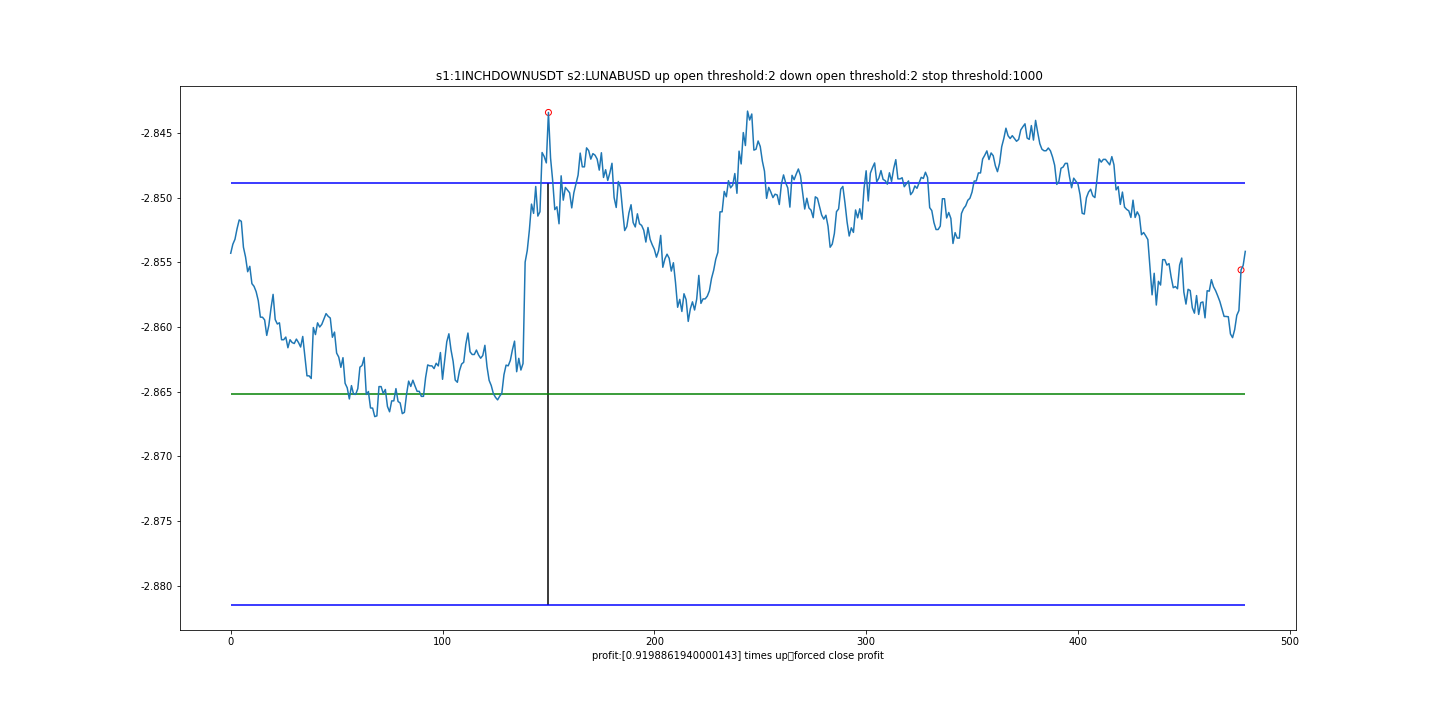 s1:1INCHDOWNUSDT s2:LUNABUSD up open threshold:2 down open threshold:2 stop threshold:1000
-2.845
-2.850
-2.855
-2.860
-2.865
-2.870
-2.875
-2.880
0 100 200 300 400 500
profit:[0.9198861940000143] times up▯forced close profit